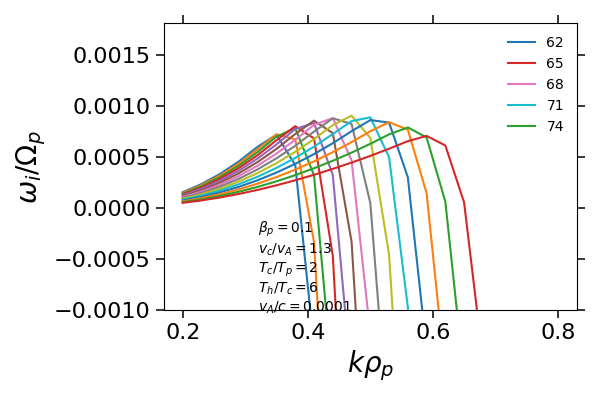 0.0015
0.0010
0.0005
0.0000
−0.0005
−0.0010
ω_i/Ω_p
62
65
68
71
74
β_p = 0.1
v_c/v_A = 1.3
T_c/T_p = 2
T_h/T_c = 6
v_A/c = 0.0001
0.2 0.4 0.6 0.8
kρ_p